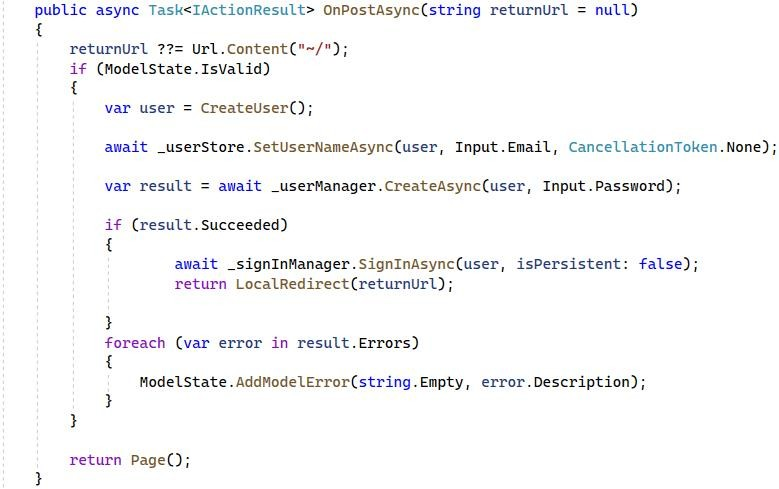 public async Task<IActionResult> OnPostAsync(string returnUrl = null)
{
    returnUrl ??= Url.Content("~/");
    if (ModelState.IsValid)
    {
        var user = CreateUser();

        await _userStore.SetUserNameAsync(user, Input.Email, CancellationToken.None);

        var result = await _userManager.CreateAsync(user, Input.Password);

        if (result.Succeeded)
        {
                await _signInManager.SignInAsync(user, isPersistent: false);
                return LocalRedirect(returnUrl);

        }
        foreach (var error in result.Errors)
        {
            ModelState.AddModelError(string.Empty, error.Description);
        }
    }

    return Page();
}